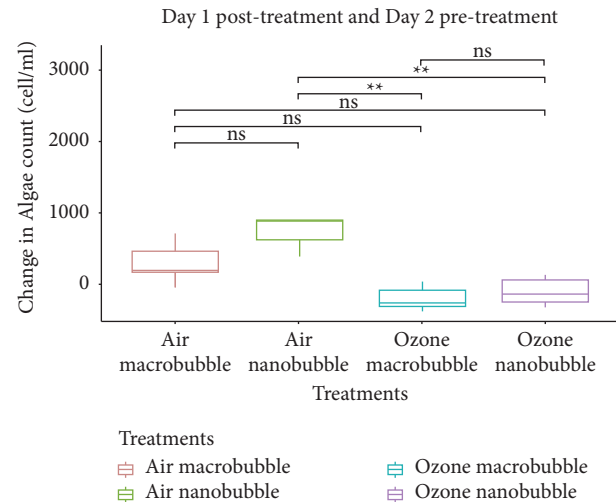 Day 1 post-treatment and Day 2 pre-treatment
Change in Algae count (cell/ml)
3000
2000
1000
0
ns
**
**
ns
ns
ns
Air macrobubble
Air nanobubble
Ozone macrobubble
Ozone nanobubble
Treatments
Treatments
Air macrobubble
Ozone macrobubble
Air nanobubble
Ozone nanobubble